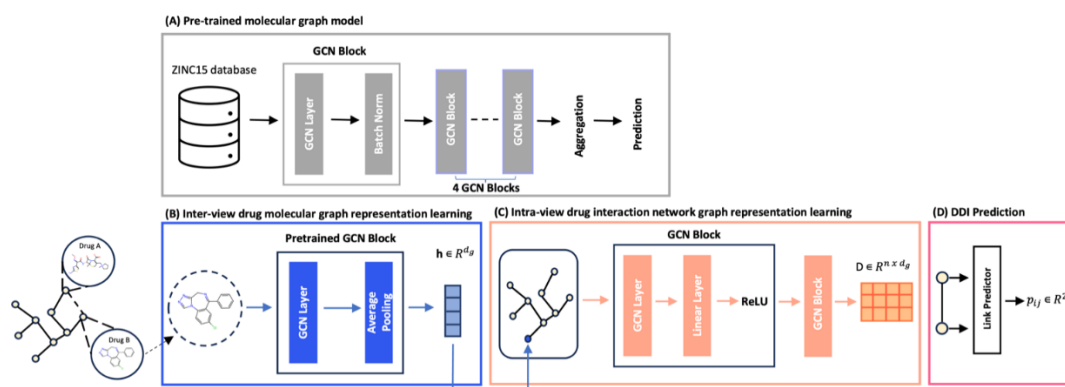 (A) Pre-trained molecular graph model
ZINC15 database
GCN Block
GCN Layer
Batch Norm
GCN Block
GCN Block
4 GCN Blocks
Aggregation
Prediction
Drug A
Drug B
(B) Inter-view drug molecular graph representation learning
Pretrained GCN Block
GCN Layer
Average
Pooling
h ∈ R^{d_g}
(C) Intra-view drug interaction network graph representation learning
GCN Block
GCN Layer
Linear Layer
ReLU
GCN Block
D ∈ R^{n x d_g}
(D) DDI Prediction
Link Predictor
p_{ij} ∈ R^2